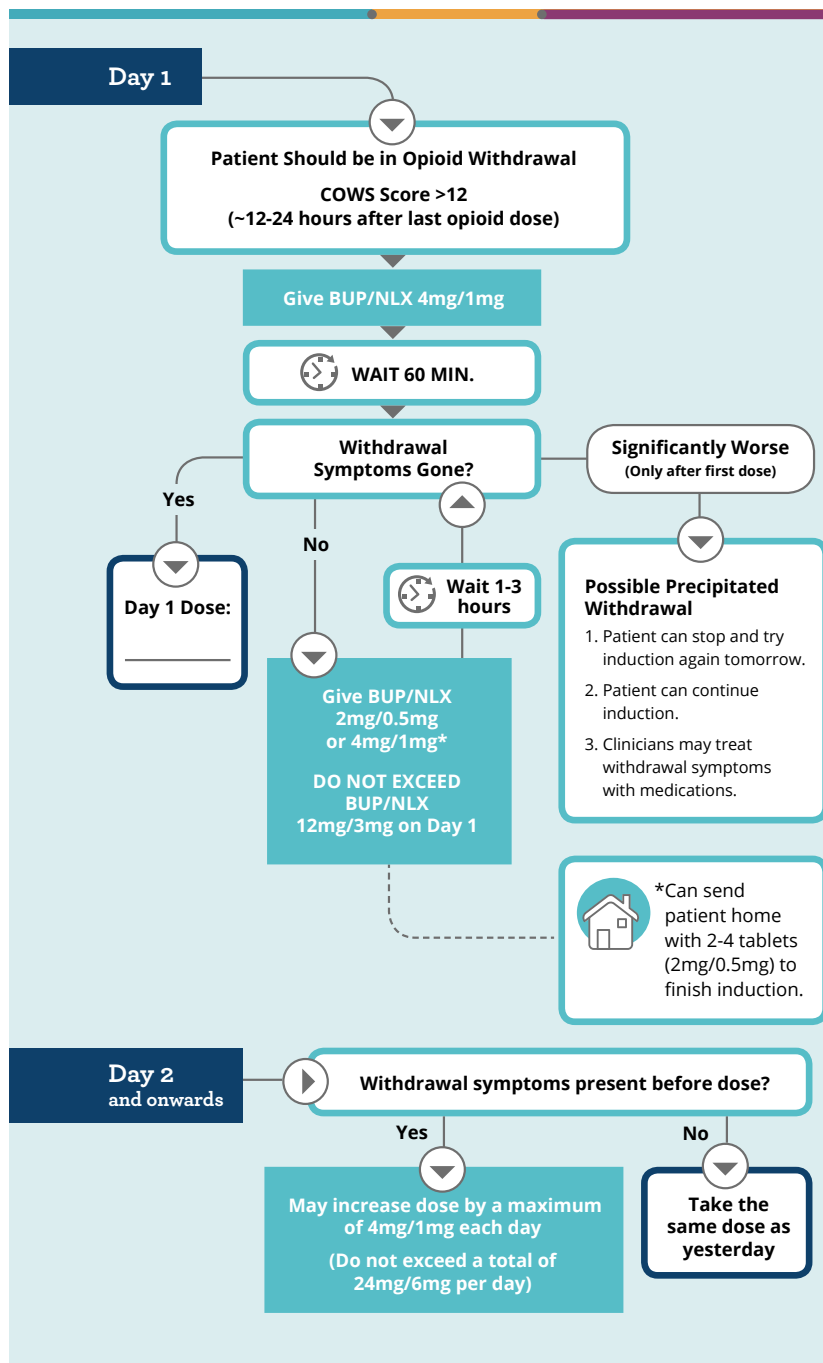 Day 1
Patient Should be in Opioid Withdrawal
COWS Score >12
(~12-24 hours after last opioid dose)
Give BUP/NLX 4mg/1mg
WAIT 60 MIN.
Withdrawal
Symptoms Gone?
Significantly Worse
(Only after first dose)
Yes
No
Day 1 Dose:
Wait 1-3
hours
Possible Precipitated
Withdrawal
1. Patient can stop and try
induction again tomorrow.
2. Patient can continue
induction.
3. Clinicians may treat
withdrawal symptoms
with medications.
Give BUP/NLX
2mg/0.5mg
or 4mg/1mg*
DO NOT EXCEED
BUP/NLX
12mg/3mg on Day 1
*Can send
patient home
with 2-4 tablets
(2mg/0.5mg) to
finish induction.
Day 2
and onwards
Withdrawal symptoms present before dose?
Yes
No
May increase dose by a maximum
of 4mg/1mg each day
(Do not exceed a total of
24mg/6mg per day)
Take the
same dose as
yesterday